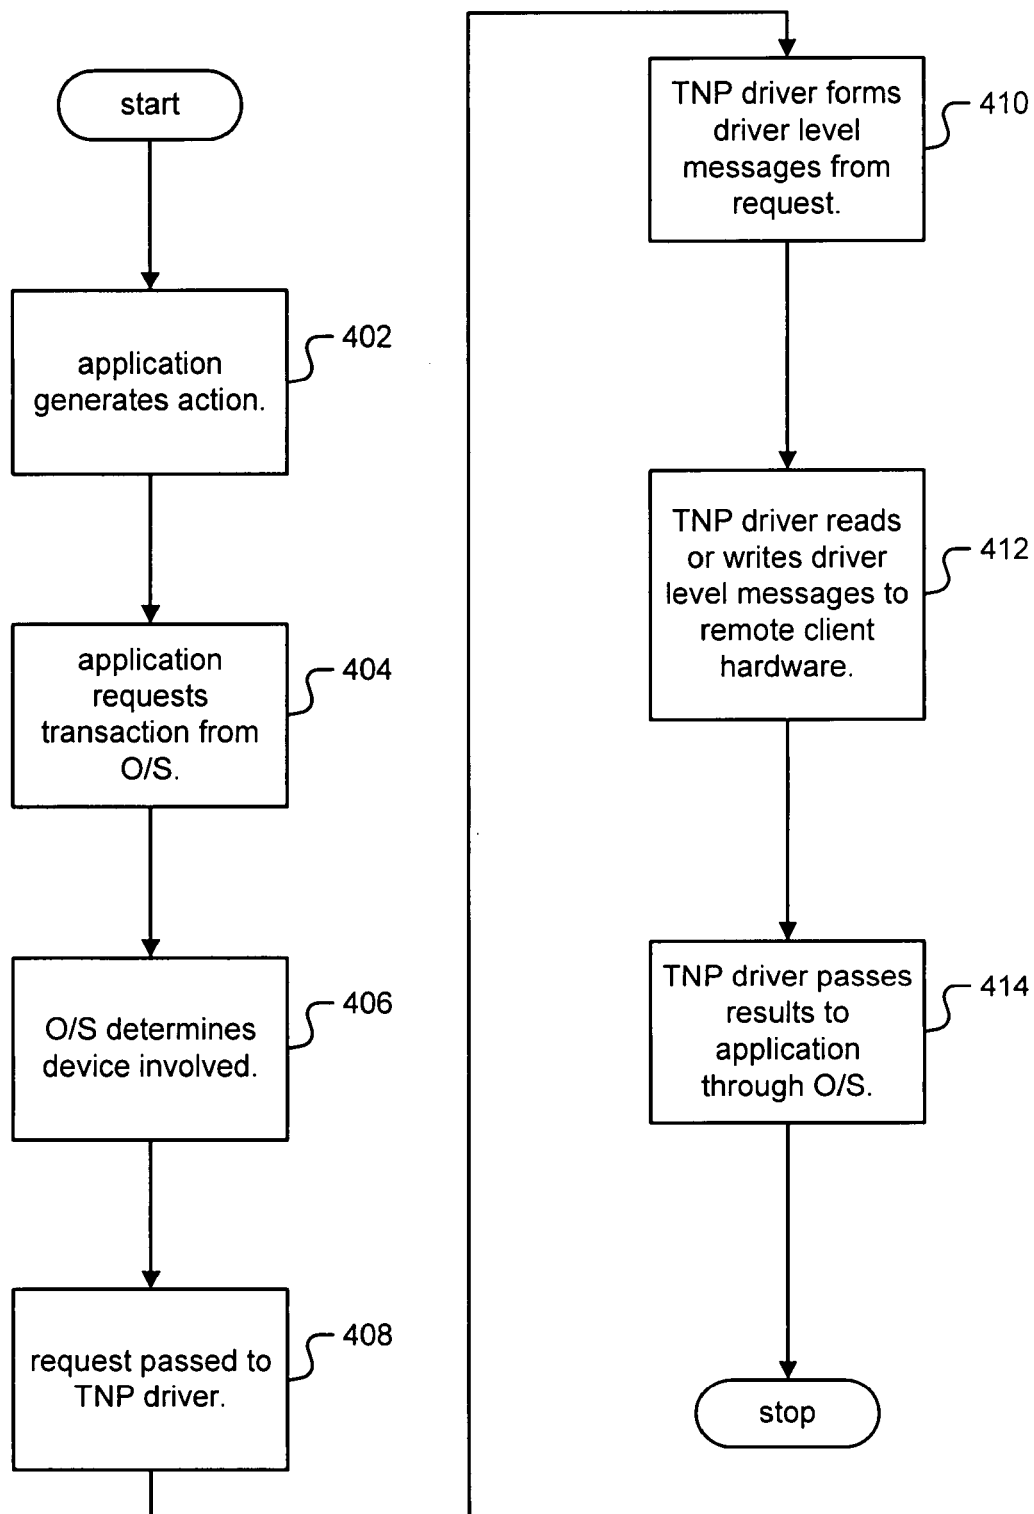 start
application
generates action.
402
application
requests
transaction from
O/S.
404
O/S determines
device involved.
406
request passed to
TNP driver.
408
TNP driver forms
driver level
messages from
request.
410
TNP driver reads
or writes driver
level messages to
remote client
hardware.
412
TNP driver passes
results to
application
through O/S.
414
stop